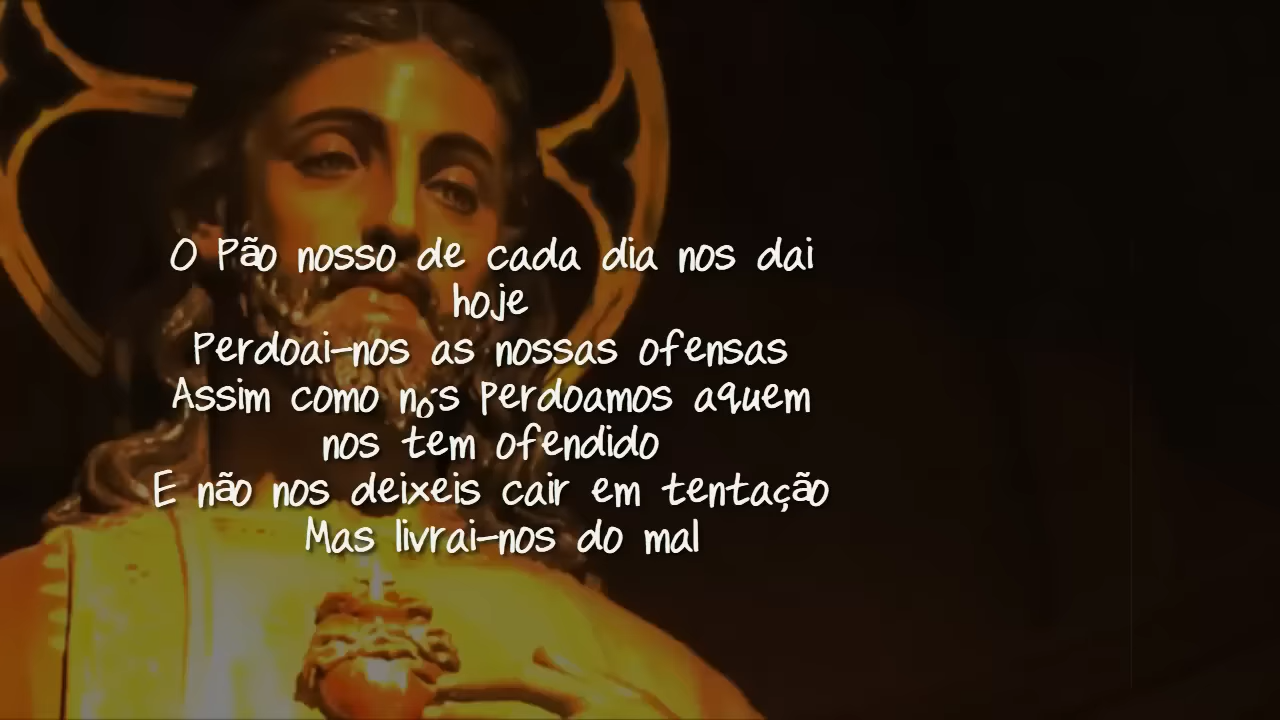 O Pão nosso de cada dia nos dai
hoje
Perdoai-nos as nossas ofensas
Assim como nós Perdoamos aquem
nos tem ofendido
E não nos deixeis cair em tentação
Mas livrai-nos do mal